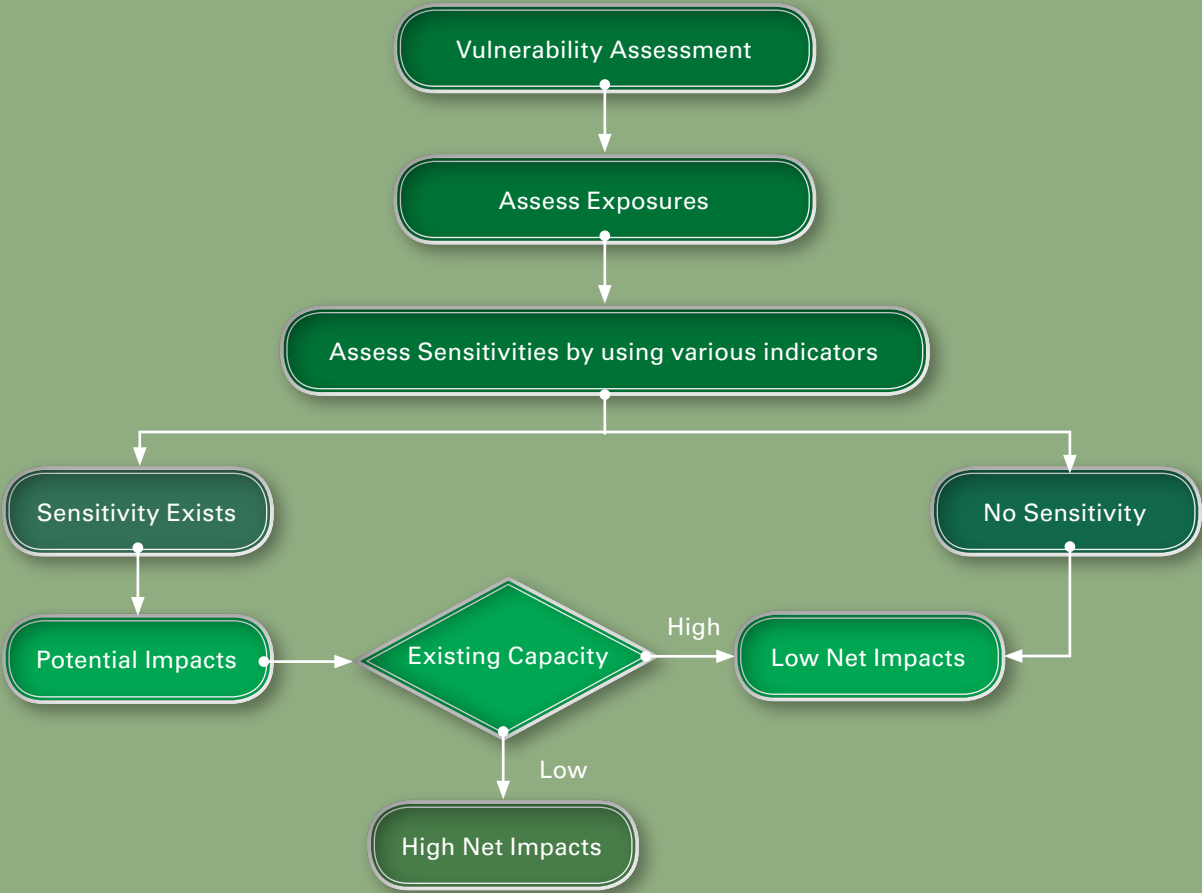 Vulnerability Assessment
Assess Exposures
Assess Sensitivities by using various indicators
Sensitivity Exists
No Sensitivity
Potential Impacts
Existing Capacity
High
Low Net Impacts
Low
High Net Impacts